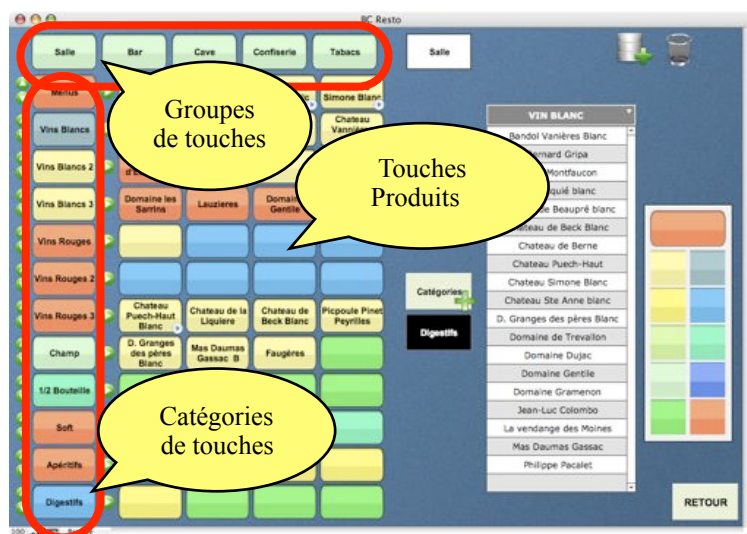 BC Resto
Salle
Bar
Cave
Confiserie
Tabacs
Salle
Menus
Simone Blanc
Groupes
de touches
Vins Blancs
Chateau
VIN BLANC
Bandol Vanières Blanc
Vins Blancs 2
Touches
Produits
Montfaucon
Vins Blancs 3
Domaine les
Sarrins
Lauzieres
Gentile
de Beaupré blanc
Chateau de Beck Blanc
Vins Rouges
Chateau de Berne
Chateau Puech-Haut
Vins Rouges 2
Chateau Simone Blanc
Catégories
Chateau Ste Anne blanc
Vins Rouges 3
Chateau
Puech-Haut
Blanc
Chateau de la
Liquiere
Chateau de
Beck Blanc
Picpoule Pinet
Peyrilles
D. Granges des pères Blanc
Digestifs
Domaine de Trevallon
Champ
D. Granges
des pères
Blanc
Mas Daumas
Gassac B
Faugères
Domaine Dujac
Domaine Gentile
1/2 Bouteille
Domaine Gramenon
Jean-Luc Colombo
Catégories
de touches
Soft
La vendange des Moines
Mas Daumas Gassac
Apéritifs
Philippe Pacalet
Digestifs
RETOUR
100